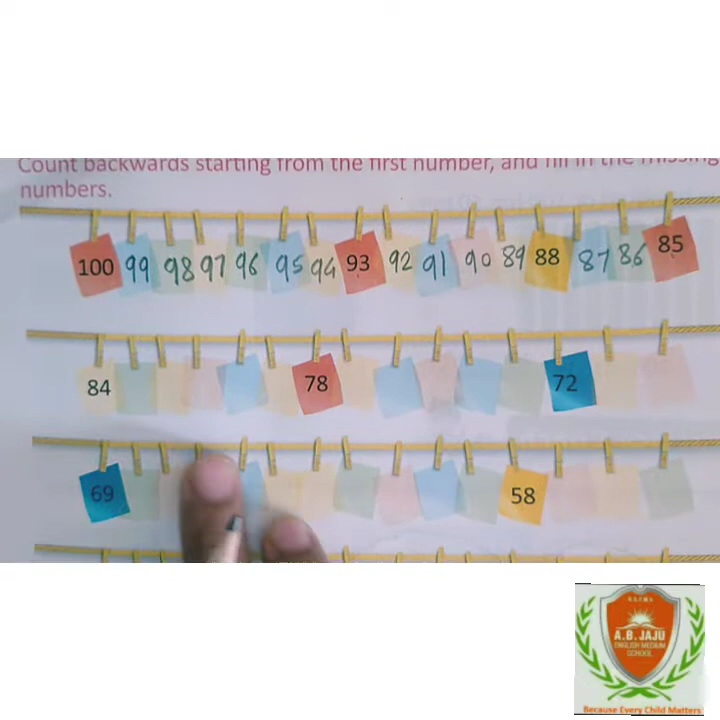 Count backwards starting from the first number, and fill in the missing
numbers.
100 99 98 97 96 95 94 93 92 91 90 89 88 87 86 85
84 78 72
69 58
A.B. JAJU
ENGLISH MEDIUM
SCHOOL
Because Every Child Matters